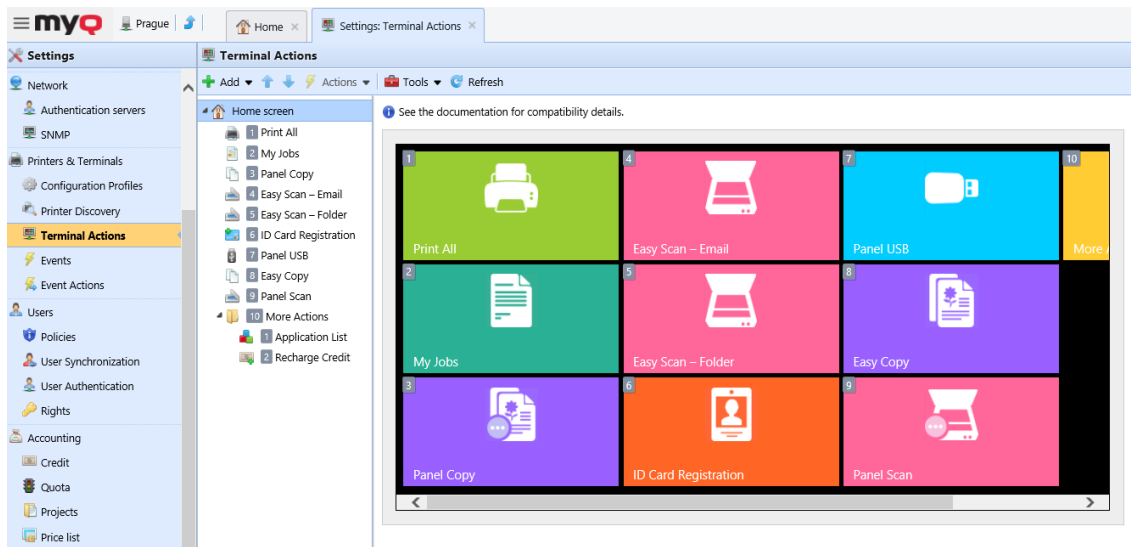 myQ Prague Home Settings: Terminal Actions
Settings
Network
Authentication servers
SNMP
Printers & Terminals
Configuration Profiles
Printer Discovery
Terminal Actions
Events
Event Actions
Users
Policies
User Synchronization
User Authentication
Rights
Accounting
Credit
Quota
Projects
Price list
Terminal Actions
Add Actions Tools Refresh
Home screen
1 Print All
2 My Jobs
3 Panel Copy
4 Easy Scan – Email
5 Easy Scan – Folder
6 ID Card Registration
7 Panel USB
8 Easy Copy
9 Panel Scan
10 More Actions
1 Application List
2 Recharge Credit
See the documentation for compatibility details.
1 4 7 10
Print All Easy Scan – Email Panel USB More
2 5 8
My Jobs Easy Scan – Folder Easy Copy
3 6 9
Panel Copy ID Card Registration Panel Scan